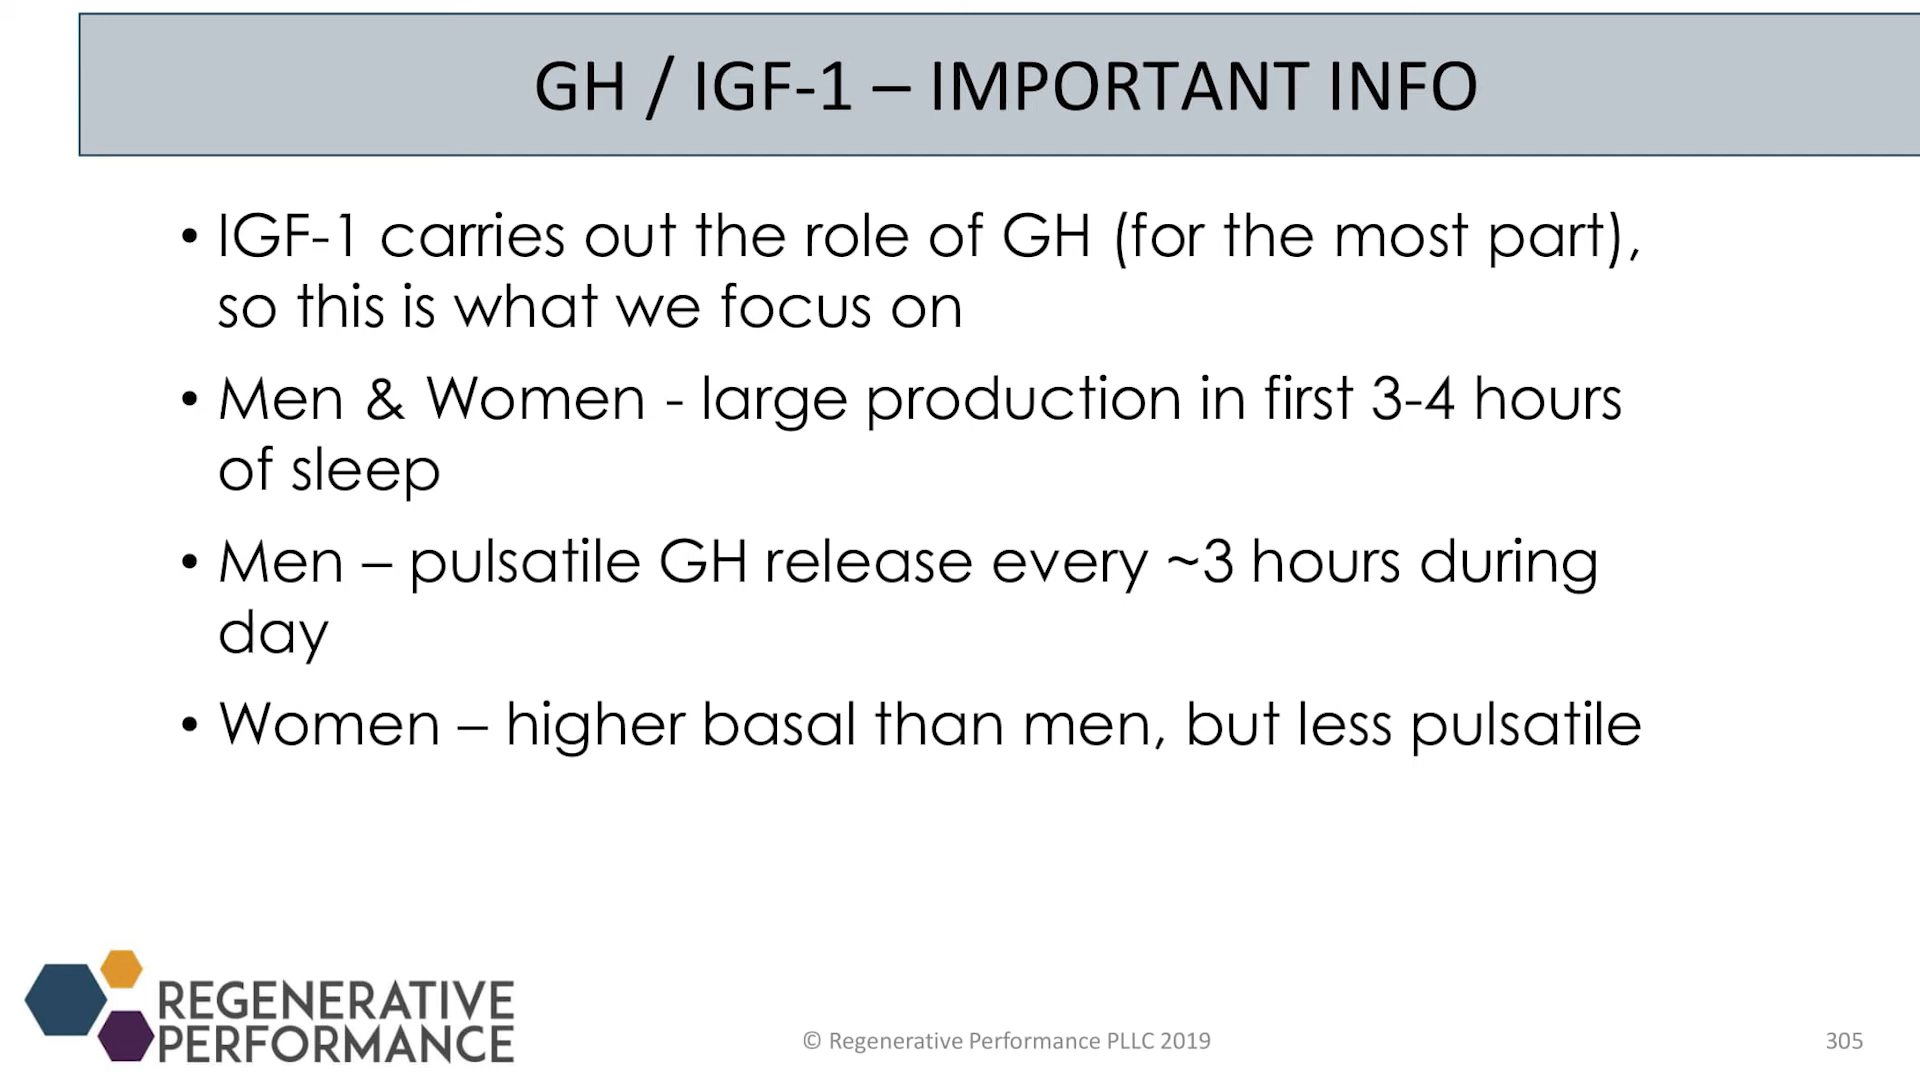 GH / IGF-1 – IMPORTANT INFO
• IGF-1 carries out the role of GH (for the most part),
so this is what we focus on
• Men & Women - large production in first 3-4 hours
of sleep
• Men – pulsatile GH release every ~3 hours during
day
• Women – higher basal than men, but less pulsatile
REGENERATIVE
PERFORMANCE
© Regenerative Performance PLLC 2019
305